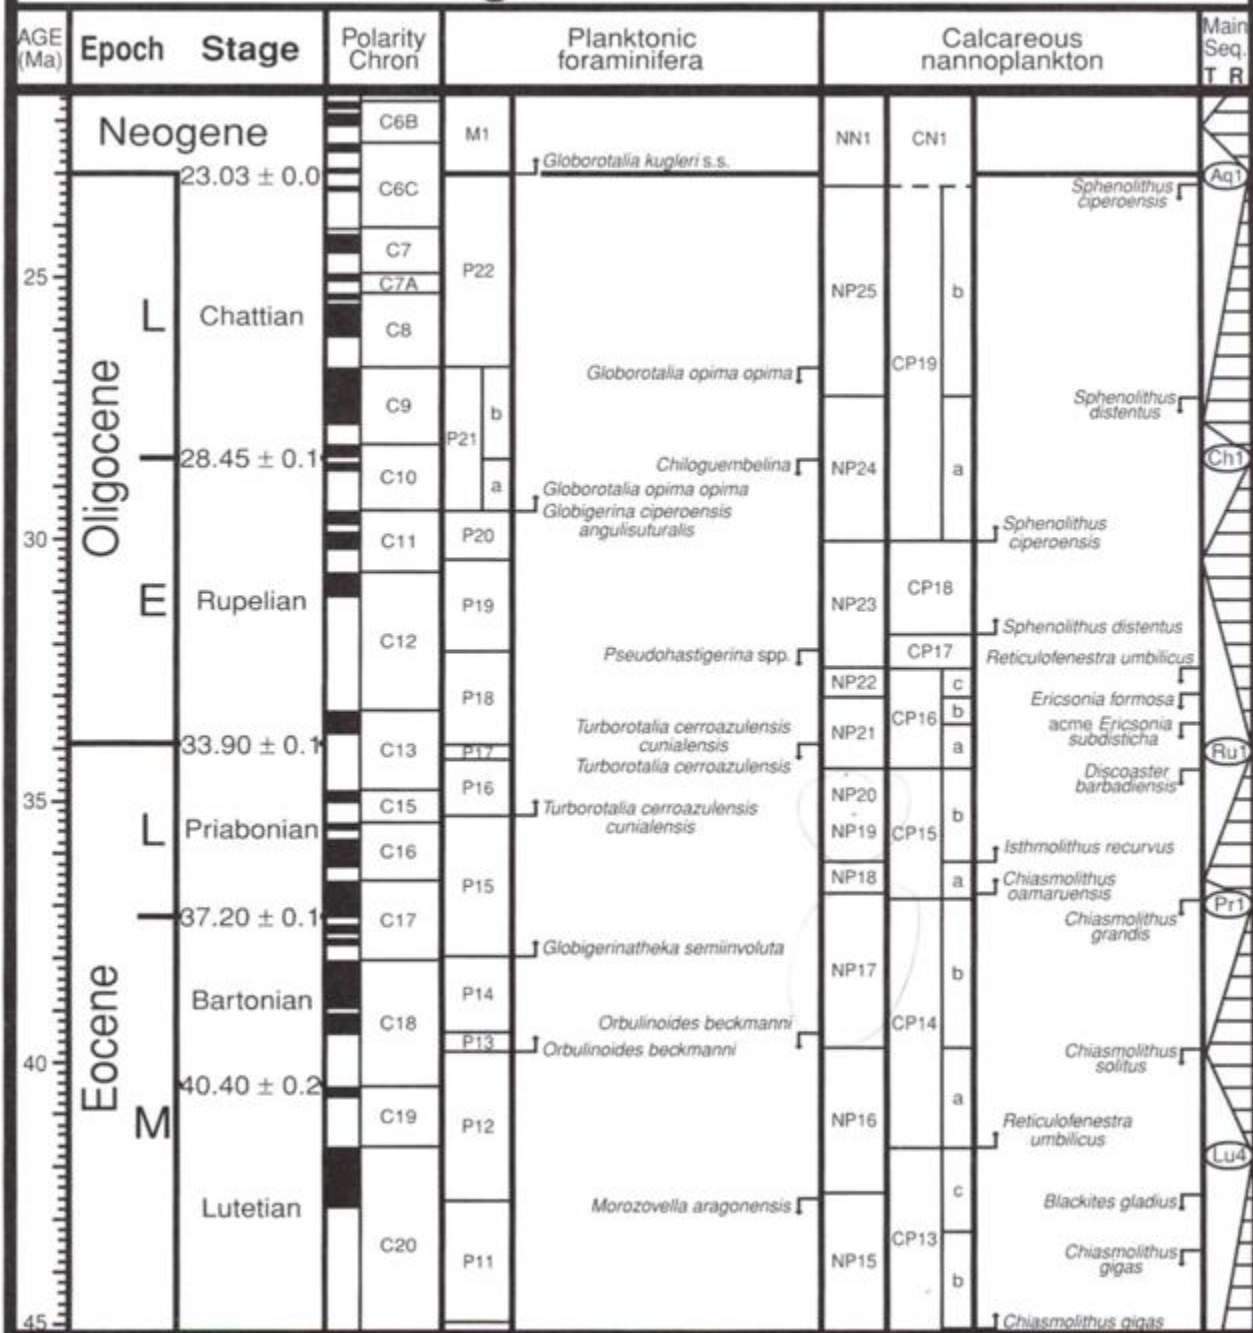 AGE
(Ma)
Epoch
Stage
Polarity
Chron
Planktonic
foraminifera
Calcareous
nannoplankton
Main
Seq.
T R
Neogene
23.03 ± 0.0
25
L
Chattian
Oligocene
28.45 ± 0.1
30
E
Rupelian
33.90 ± 0.1
35
L
Priabonian
37.20 ± 0.1
Eocene
Bartonian
40
40.40 ± 0.2
M
Lutetian
45
C6B
C6C
C7
C7A
C8
C9
C10
C11
C12
C13
C15
C16
C17
C18
C19
C20
M1
P22
P21
b
a
P20
P19
P18
P17
P16
P15
P14
P13
P12
P11
Globorotalia kugleri s.s.
Globorotalia opima opima
Chiloguembelina
Globorotalia opima opima
Globigerina ciperoensis
angulisuturalis
Pseudohastigerina spp.
Turborotalia cerroazulensis
cunialensis
Turborotalia cerroazulensis
Turborotalia cerroazulensis
cunialensis
Globigerinatheka semiinvoluta
Orbulinoides beckmanni
Orbulinoides beckmanni
Morozovella aragonensis
NN1
NP25
NP24
NP23
NP22
NP21
NP20
NP19
NP18
NP17
NP16
NP15
CN1
CP19
b
a
CP18
CP17
CP16
c
b
a
CP15
b
a
CP14
b
a
CP13
c
b
Sphenolithus
ciperoensis
Sphenolithus
distentus
Sphenolithus
ciperoensis
Sphenolithus distentus
Reticulofenestra umbilicus
Ericsonia formosa
acme Ericsonia
subdisticha
Discoaster
barbadiensis
Isthmolithus recurvus
Chiasmolithus
oamaruensis
Chiasmolithus
grandis
Chiasmolithus
solitus
Reticulofenestra
umbilicus
Blackites gladius
Chiasmolithus
gigas
Chiasmolithus gigas
Aq1
Ch1
Ru1
Pr1
Lu4